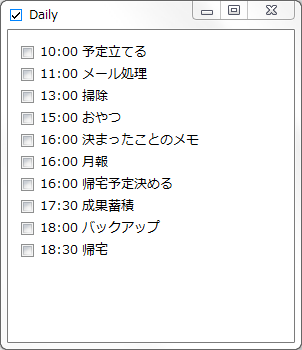 Daily
10:00 予定立てる
11:00 メール処理
13:00 掃除
15:00 おやつ
16:00 決まったことのメモ
16:00 月報
16:00 帰宅予定決める
17:30 成果蓄積
18:00 バックアップ
18:30 帰宅